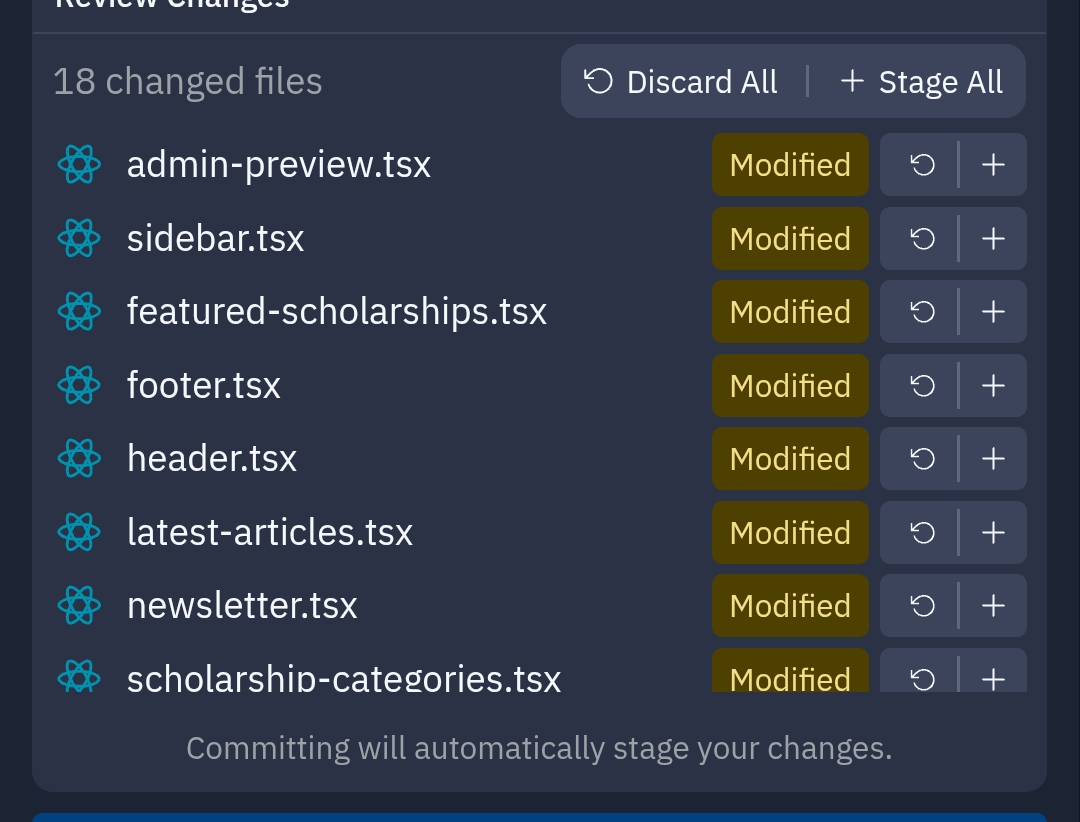 Review Changes
18 changed files
Discard All
Stage All
admin-preview.tsx Modified
sidebar.tsx Modified
featured-scholarships.tsx Modified
footer.tsx Modified
header.tsx Modified
latest-articles.tsx Modified
newsletter.tsx Modified
scholarship-categories.tsx Modified
Committing will automatically stage your changes.